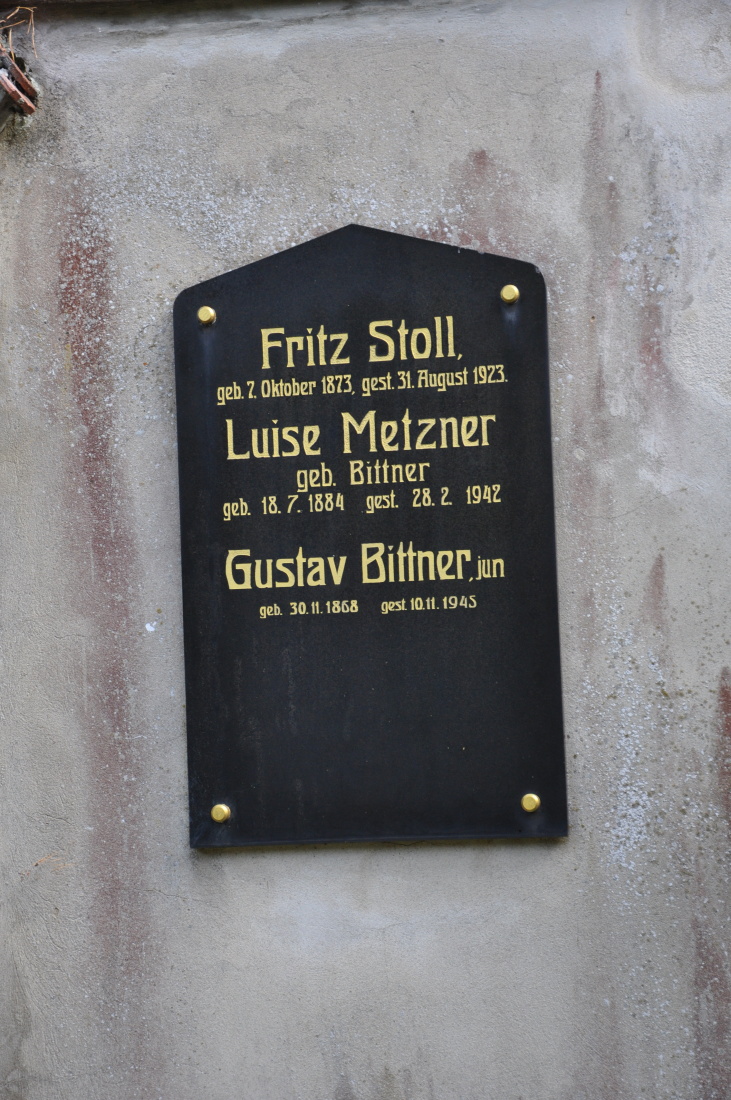 Fritz Stoll,
geb. 7. Oktober 1873, gest. 31. August 1923.
Luise Metzner
geb. Bittner
geb. 18. 7. 1884 gest. 28. 2. 1942
Gustav Bittner, jun
geb. 30. 11. 1868 gest. 10. 11. 1945